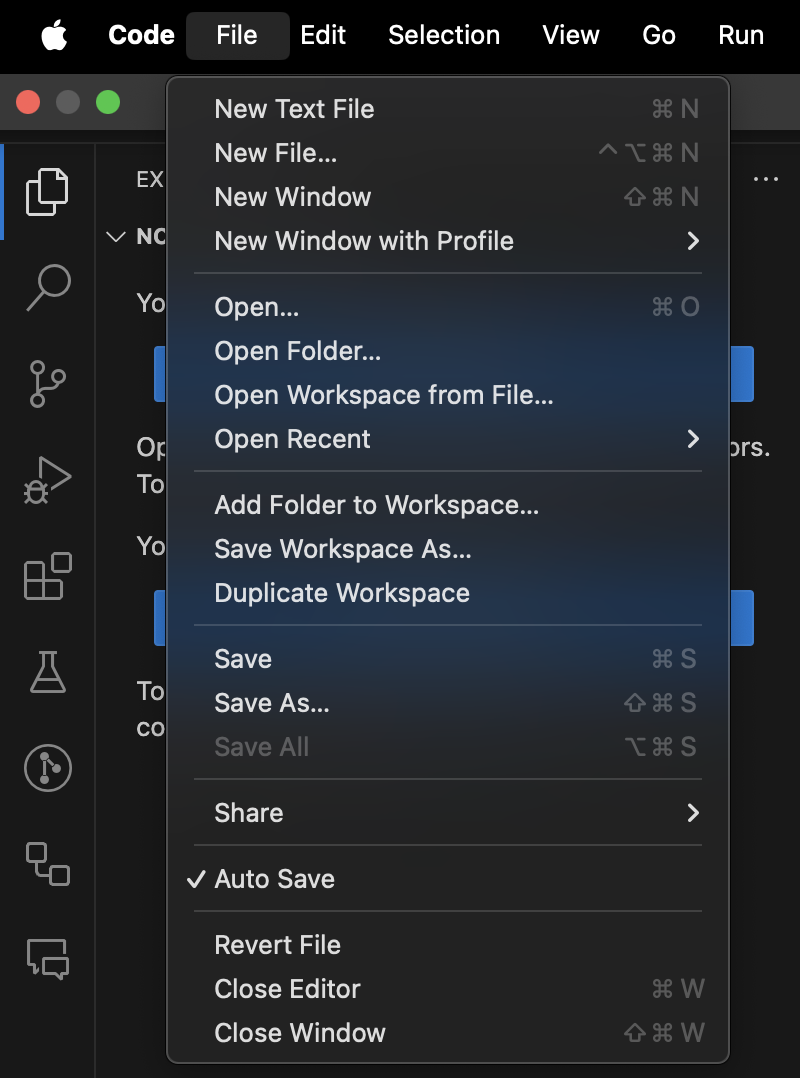 Code File Edit Selection View Go Run
New Text File ⌘ N
New File... ^⌥⌘ N
EX
New Window ⇧⌘ N
NO
New Window with Profile
Yo
Open... ⌘ O
Open Folder...
Open Workspace from File...
Op
Open Recent
ors.
To
Add Folder to Workspace...
Yo
Save Workspace As...
Duplicate Workspace
Save ⌘ S
To
Save As... ⇧⌘ S
co
Save All ⌥⌘ S
Share
Auto Save
Revert File
Close Editor ⌘ W
Close Window ⇧⌘ W